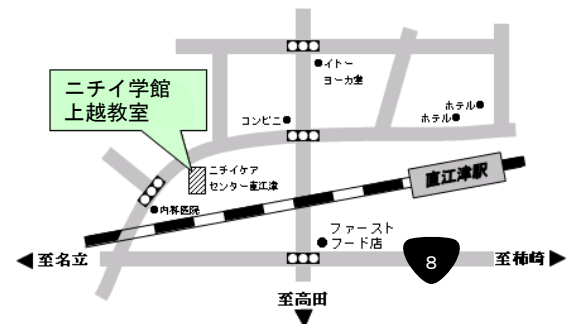 ニチイ学館
上越教室
イトー
ヨーカ堂
コンビニ
ホテル
ホテル
ニチイケア
センター直江津
直江津駅
内科医院
ファースト
フード店
8
至名立
至柿崎
至高田